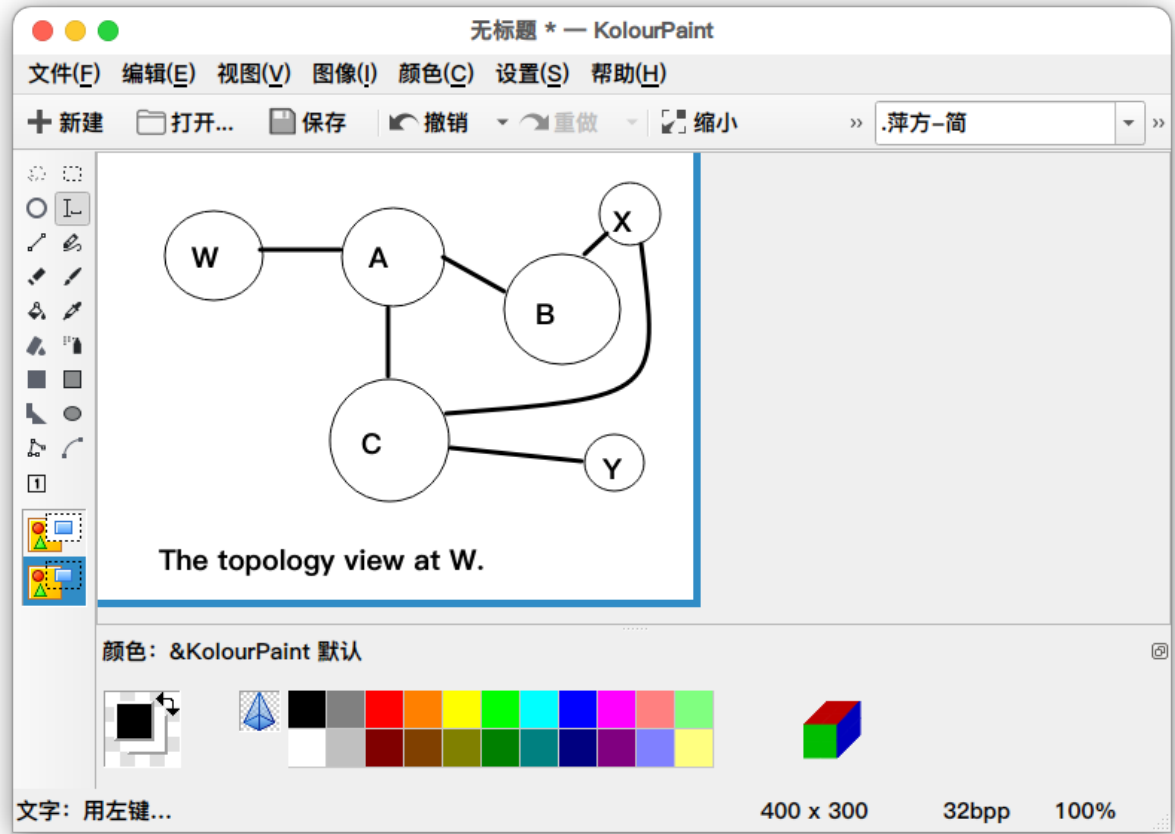 无标题 * — KolourPaint
文件(F) 编辑(E) 视图(V) 图像(I) 颜色(C) 设置(S) 帮助(H)
新建 打开... 保存 撤销 重做 缩小 » .萍方–简 »
X
W A
B
C
Y
The topology view at W.
1
颜色：&KolourPaint 默认
文字：用左键... 400 x 300 32bpp 100%